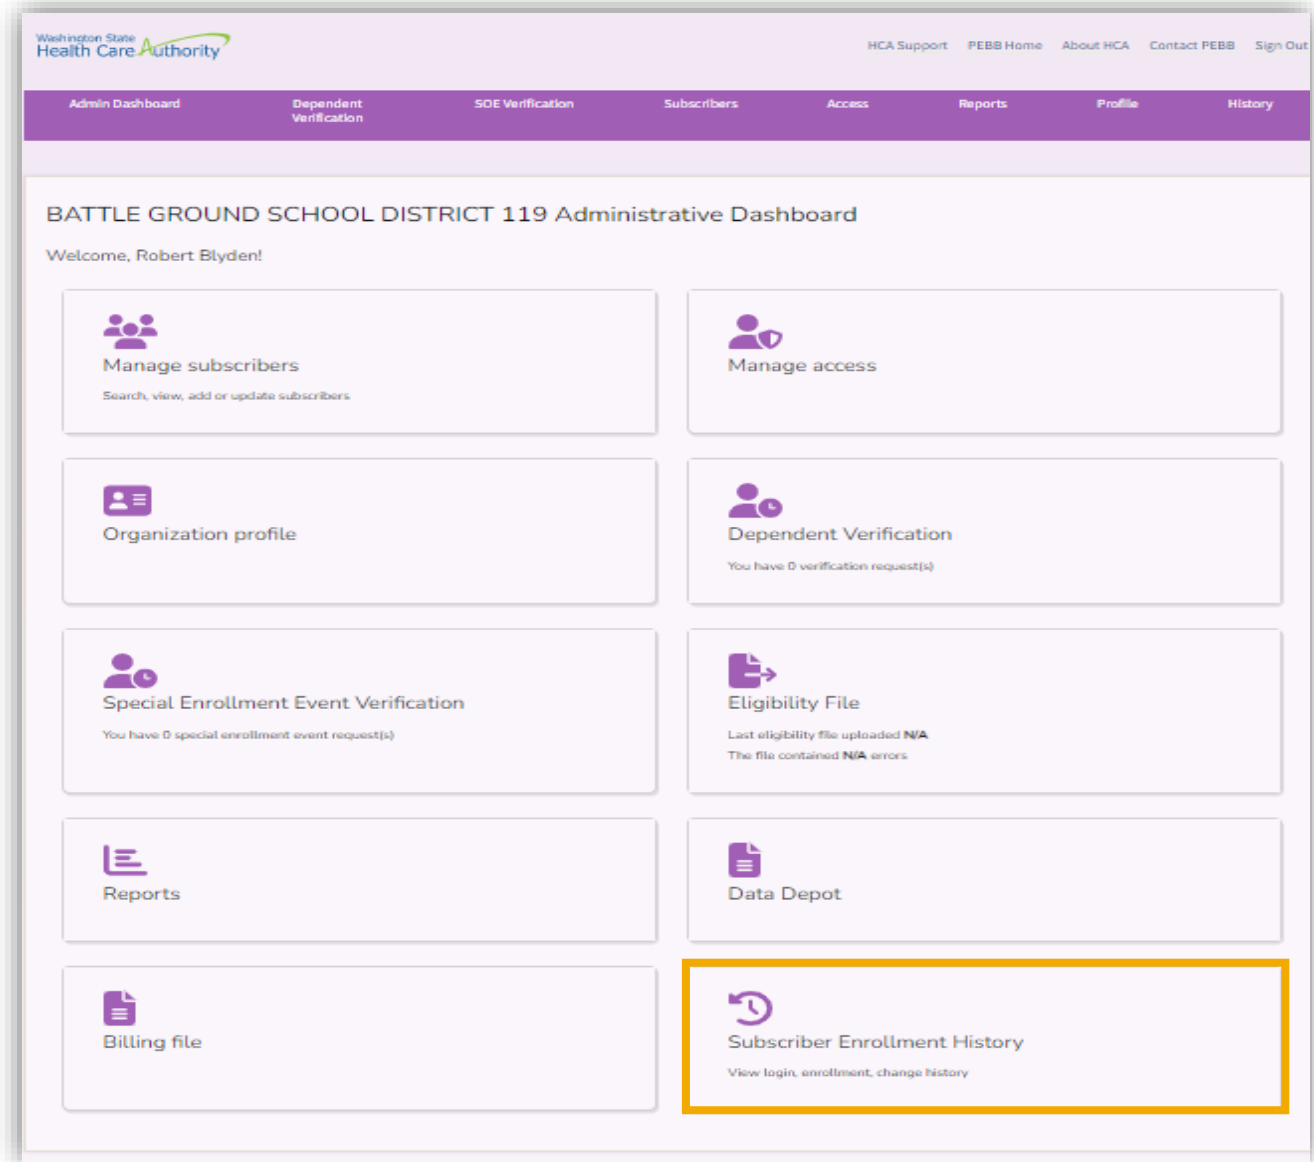 Washington State
Health Care Authority
HCA Support PEBB Home About HCA Contact PEBB Sign Out
Admin Dashboard Dependent Verification SOE Verification Subscribers Access Reports Profile History
BATTLE GROUND SCHOOL DISTRICT 119 Administrative Dashboard
Welcome, Robert Blyden!
Manage subscribers
Search, view, add or update subscribers
Manage access
Organization profile
Dependent Verification
You have 0 verification request(s)
Special Enrollment Event Verification
You have 0 special enrollment event request(s)
Eligibility File
Last eligibility file uploaded N/A
The file contained N/A errors
Reports
Data Depot
Billing file
Subscriber Enrollment History
View login, enrollment, change history